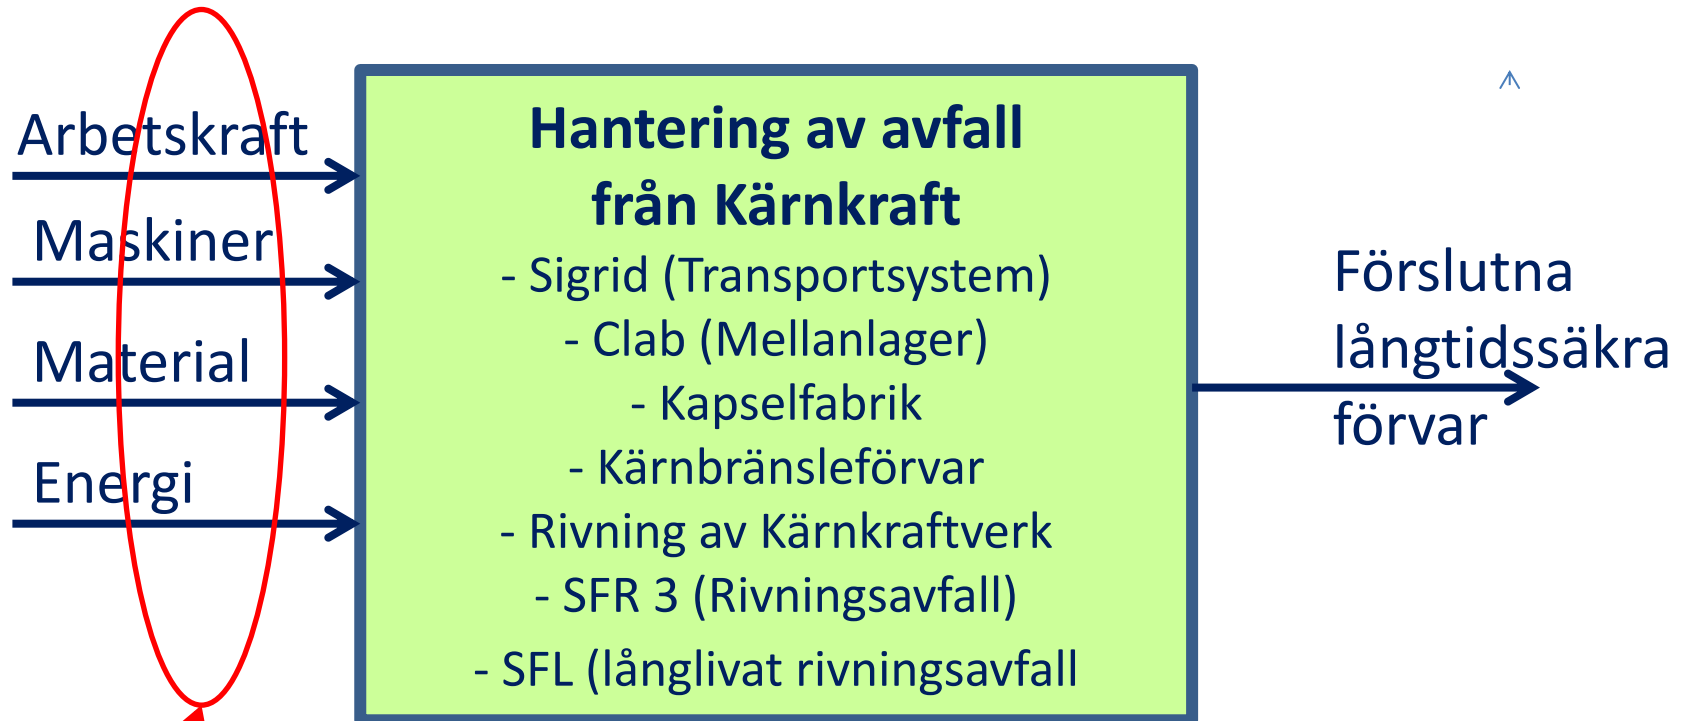 Arbetskraft
Maskiner
Material
Energi
Hantering av avfall
från Kärnkraft
- Sigrid (Transportsystem)
- Clab (Mellanlager)
- Kapselfabrik
- Kärnbränsleförvar
- Rivning av Kärnkraftverk
- SFR 3 (Rivningsavfall)
- SFL (långlivat rivningsavfall
Förslutna
långtidssäkra
förvar